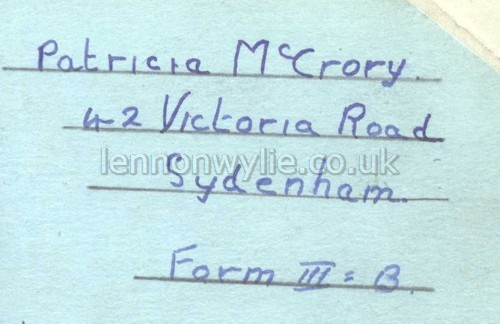 Patricia McCrory.
42 Victoria Road
lennonwylie.co.uk
Sydenham.
Form III = B.